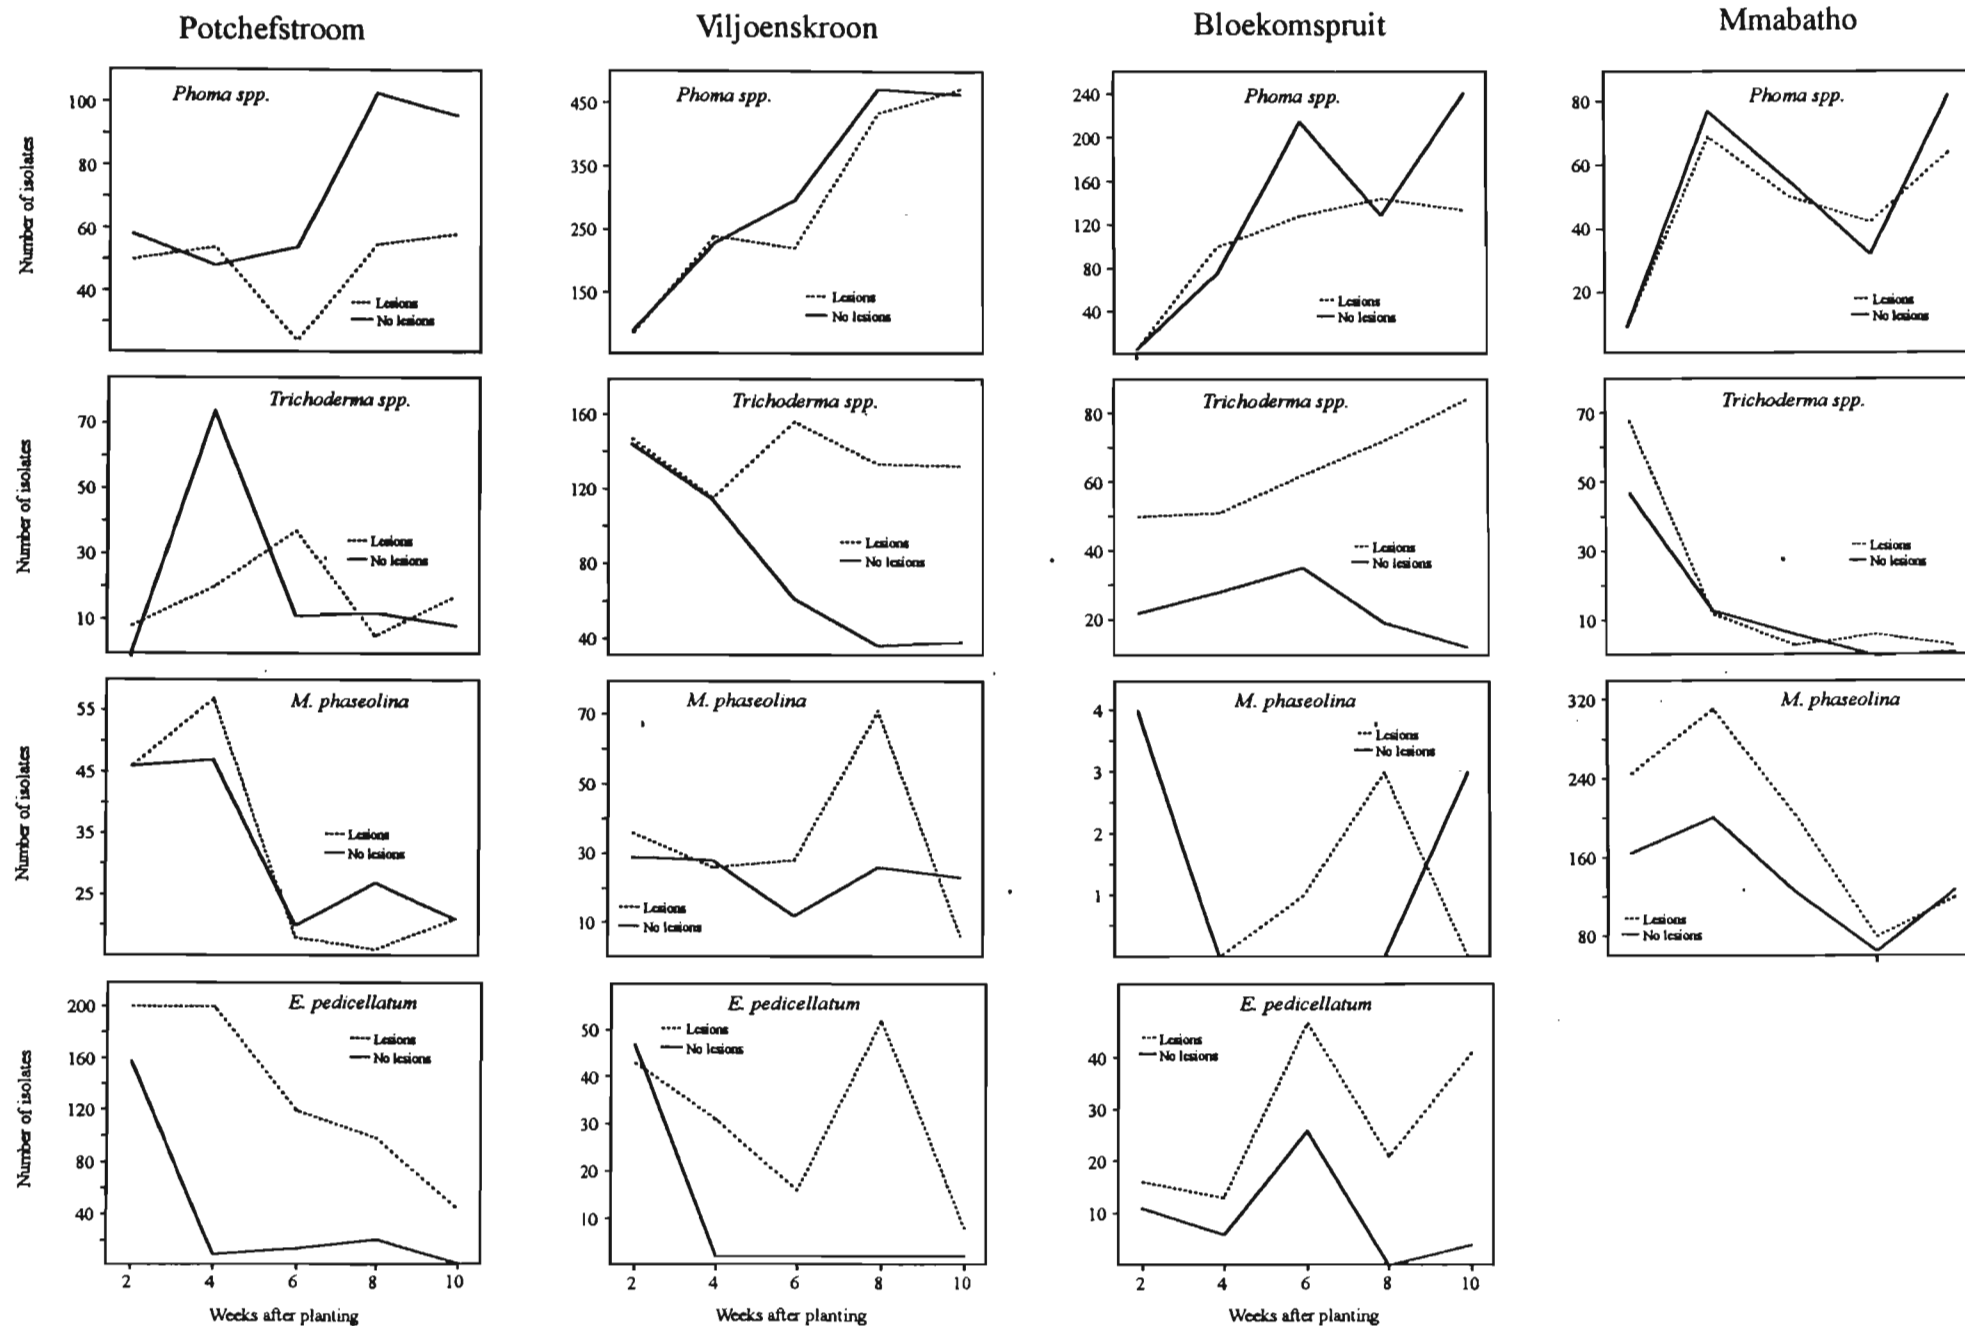 Potchefstroom
Viljoenskroon
Bloekomspruit
Mmabatho
Number of isolates
100
80
60
40
Phoma spp.
Lesions
No lesions
450
350
250
150
Phoma spp.
Lesions
No lesions
240
200
160
120
80
40
Phoma spp.
Lesions
No lesions
80
60
40
20
Phoma spp.
Lesions
No lesions
Number of isolates
70
50
30
10
Trichoderma spp.
Lesions
No lesions
160
120
80
40
Trichoderma spp.
Lesions
No lesions
80
60
40
20
Trichoderma spp.
Lesions
No lesions
70
50
30
10
Trichoderma spp.
Lesions
No lesions
Number of isolates
55
45
35
25
M. phaseolina
Lesions
No lesions
70
50
30
10
M. phaseolina
Lesions
No lesions
4
3
2
1
M. phaseolina
Lesions
No lesions
320
240
160
80
M. phaseolina
Lesions
No lesions
Number of isolates
200
160
120
80
40
E. pedicellatum
Lesions
No lesions
2 4 6 8 10
Weeks after planting
50
40
30
20
10
E. pedicellatum
Lesions
No lesions
2 4 6 8 10
Weeks after planting
40
30
20
10
E. pedicellatum
Lesions
No lesions
2 4 6 8 10
Weeks after planting